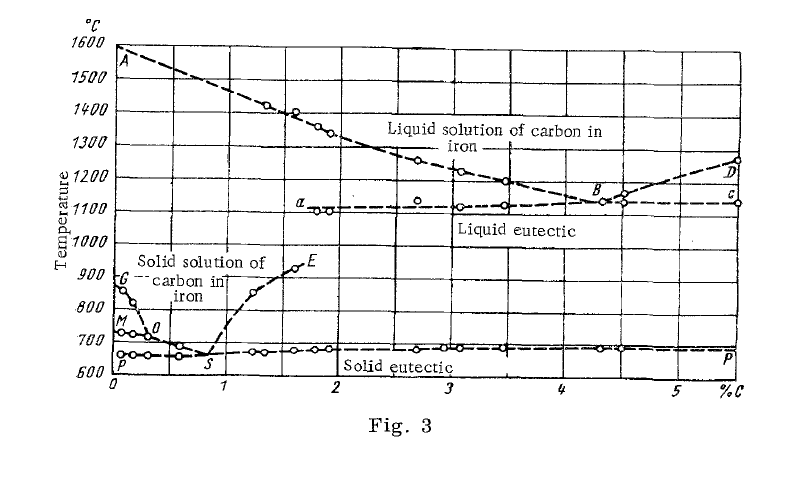 °C
1600
A
1500
1400
1300
Liquid solution of carbon in
iron
1200
B
D
C
a
1100
Liquid eutectic
1000
Temperature
Solid solution of
carbon in
iron
E
900
G
800
M
O
700
P
S
P
600
Solid eutectic
0
1
2
3
4
5
% C
Fig. 3